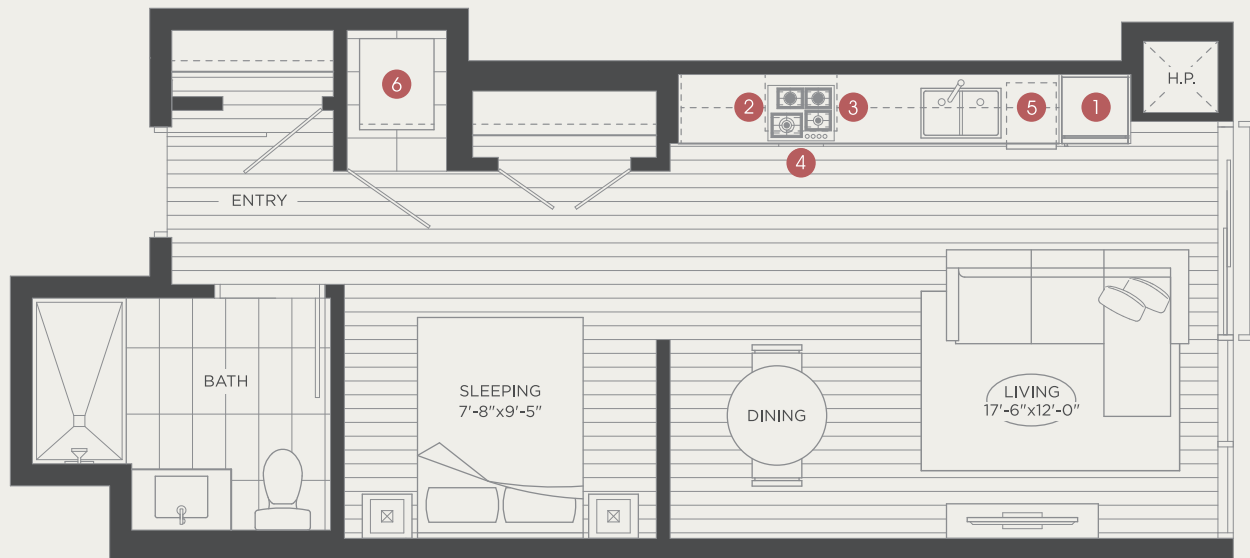 6
H.P.
2
3
5
1
4
ENTRY
BATH
SLEEPING
7'-8"x9'-5"
DINING
LIVING
17'-6"x12'-0"